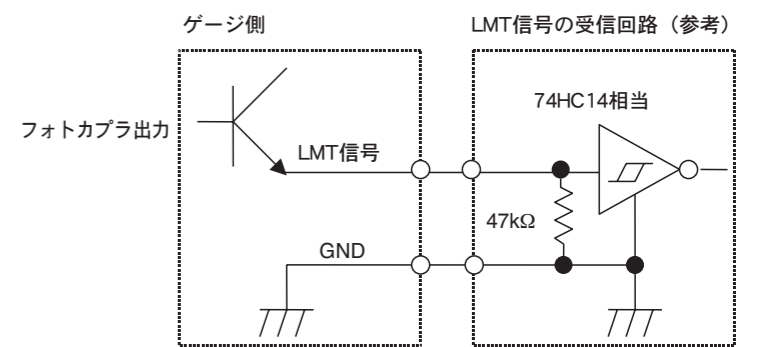 ゲージ側
LMT信号の受信回路（参考）
74HC14相当
フォトカプラ出力
LMT信号
47kΩ
GND